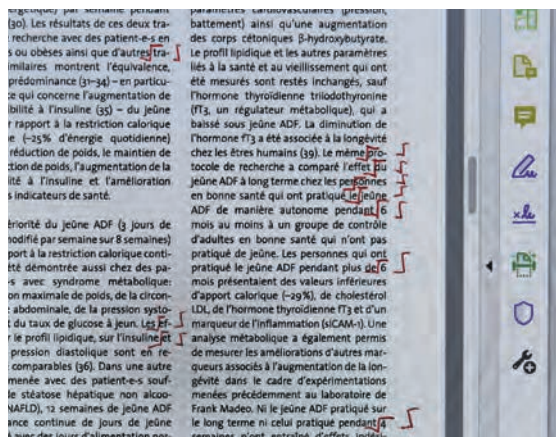 par semaine pendant
(30). Les résultats de ces deux tra-
recherche avec des patient-e-s en
s ou obèses ainsi que d'autres tra-
milaires montrent l'équivalence,
prédominance (31–34) – en particu-
e qui concerne l'augmentation de
ibilité à l'insuline (35) – du jeûne
r rapport à la restriction calorique
e (–25% d'énergie quotidienne)
réduction de poids, le maintien de
tion de poids, l'augmentation de la
ité à l'insuline et l'amélioration
s indicateurs de santé.
ériorité du jeûne ADF (3 jours de
modifié par semaine sur 8 semaines)
port à la restriction calorique conti-
été démontrée aussi chez des pa-
-s avec syndrome métabolique:
on maximale de poids, de la circon-
abdominale, de la pression systo-
t du taux de glucose à jeun. Les ef-
r le profil lipidique, sur l'insuline et
pression diastolique sont en re-
comparables (36). Dans une autre
menée avec des patient-e-s souf-
e stéatose hépatique non alcoo-
NAFLD), 12 semaines de jeûne ADF
ance continue de jours de jeûne
avec des jours d'alimentation nor-
paramètres cardiovasculaires (pression,
battement) ainsi qu'une augmentation
des corps cétoniques β-hydroxybutyrate.
Le profil lipidique et les autres paramètres
liés à la santé et au vieillissement qui ont
été mesurés sont restés inchangés, sauf
l'hormone thyroïdienne triiodothyronine
(fT3, un régulateur métabolique), qui a
baissé sous jeûne ADF. La diminution de
l'hormone fT3 a été associée à la longévité
chez les êtres humains (39). Le même pro-
tocole de recherche a comparé l'effet du
jeûne ADF à long terme chez les personnes
en bonne santé qui ont pratiqué le jeûne
ADF de manière autonome pendant 6
mois au moins à un groupe de contrôle
d'adultes en bonne santé qui n'ont pas
pratiqué de jeûne. Les personnes qui ont
pratiqué le jeûne ADF pendant plus de 6
mois présentaient des valeurs inférieures
d'apport calorique (–29%), de cholestérol
LDL, de l'hormone thyroïdienne fT3 et d'un
marqueur de l'inflammation (sICAM-1). Une
analyse métabolique a également permis
de mesurer les améliorations d'autres mar-
queurs associés à l'augmentation de la lon-
gévité dans le cadre d'expérimentations
menées précédemment au laboratoire de
Frank Madeo. Ni le jeûne ADF pratiqué sur
le long terme ni celui pratiqué pendant 4
semaines n'ont entraîné d'effets indési-